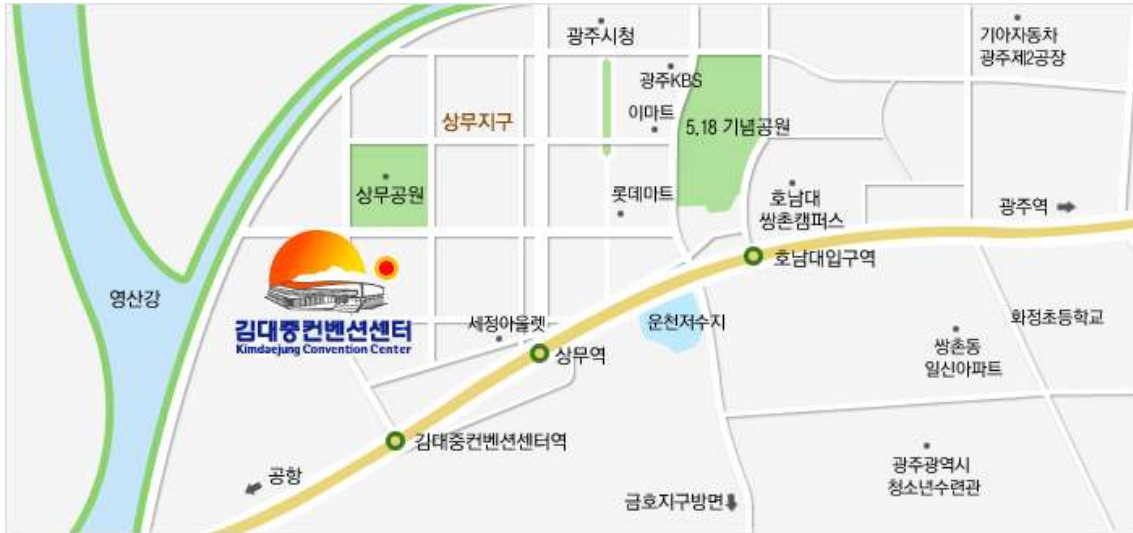 광주시청
기아자동차
광주제2공장
광주KBS
이마트
상무지구
5.18 기념공원
상무공원
롯데마트
호남대
쌍촌캠퍼스
광주역
영산강
호남대입구역
김대중컨벤션센터
Kimdaejung Convention Center
세정아울렛
운천저수지
화정초등학교
상무역
쌍촌동
일신아파트
김대중컨벤션센터역
공항
광주광역시
청소년수련관
금호지구방면